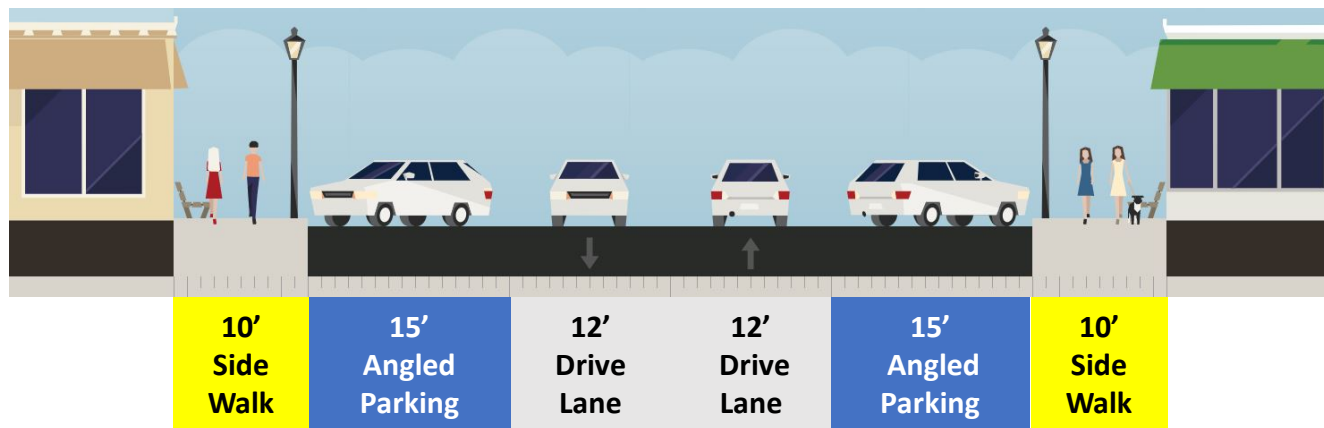 10’
Side
Walk
15’
Angled
Parking
12’
Drive
Lane
12’
Drive
Lane
15’
Angled
Parking
10’
Side
Walk